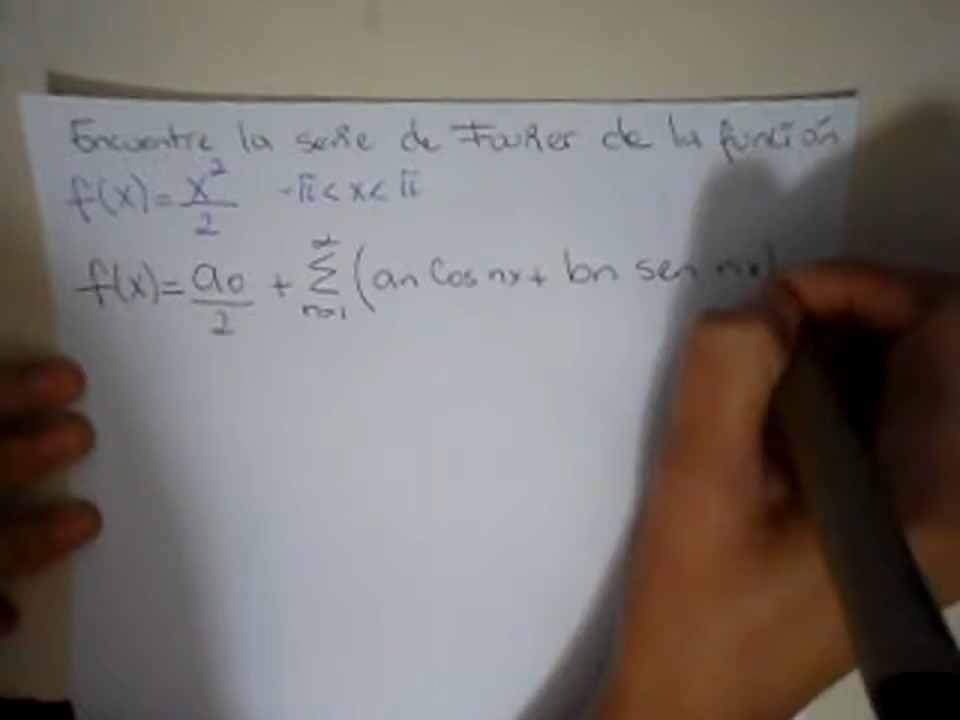 Encuentre la serie de Fourier de la función
f(x)=x²/2 -π< x< π
f(x)=a0/2 + ∑_{n=1}^{∞} (an Cos nx + bn sen nx)